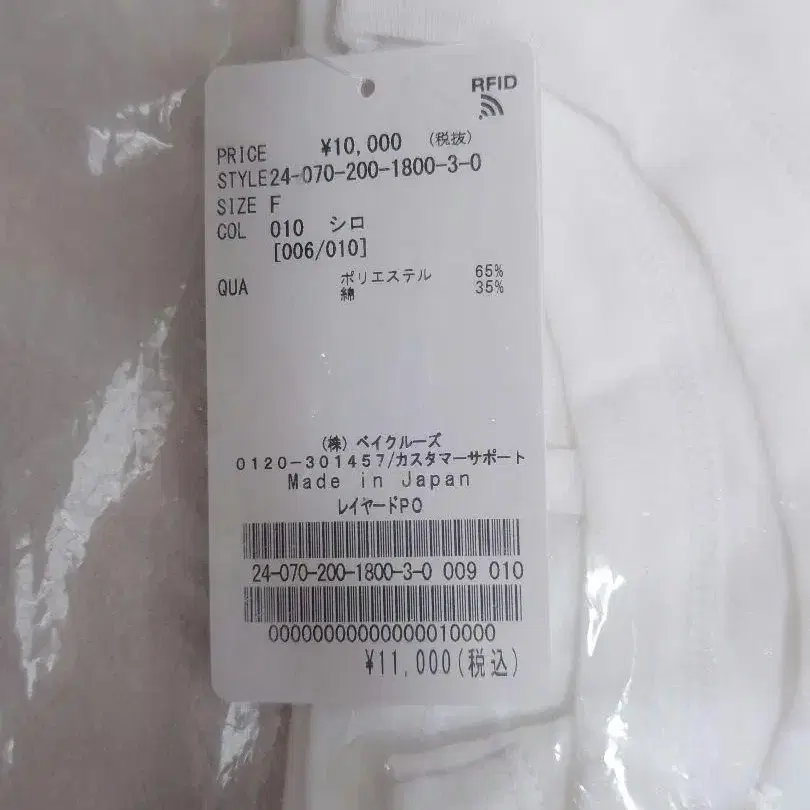 RFID
PRICE ¥10,000 (税抜)
STYLE24-070-200-1800-3-0
SIZE F
COL 010 シロ
[006/010]
QUA ポリエステル 65%
綿 35%
(株)ベイクルーズ
0120-301457/カスタマーサポート
Made in Japan
レイヤードPO
24-070-200-1800-3-0 009 010
00000000000000010000
¥11,000(税込)